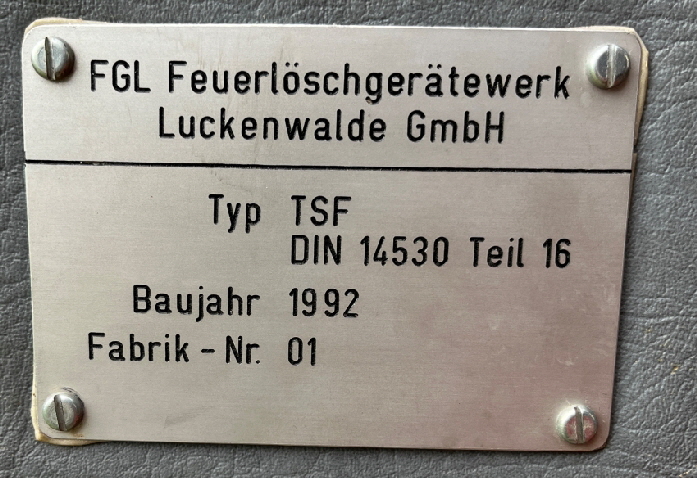 FGL Feuerlöschgerätewerk
Luckenwalde GmbH
Typ TSF
DIN 14530 Teil 16
Baujahr 1992
Fabrik - Nr. 01